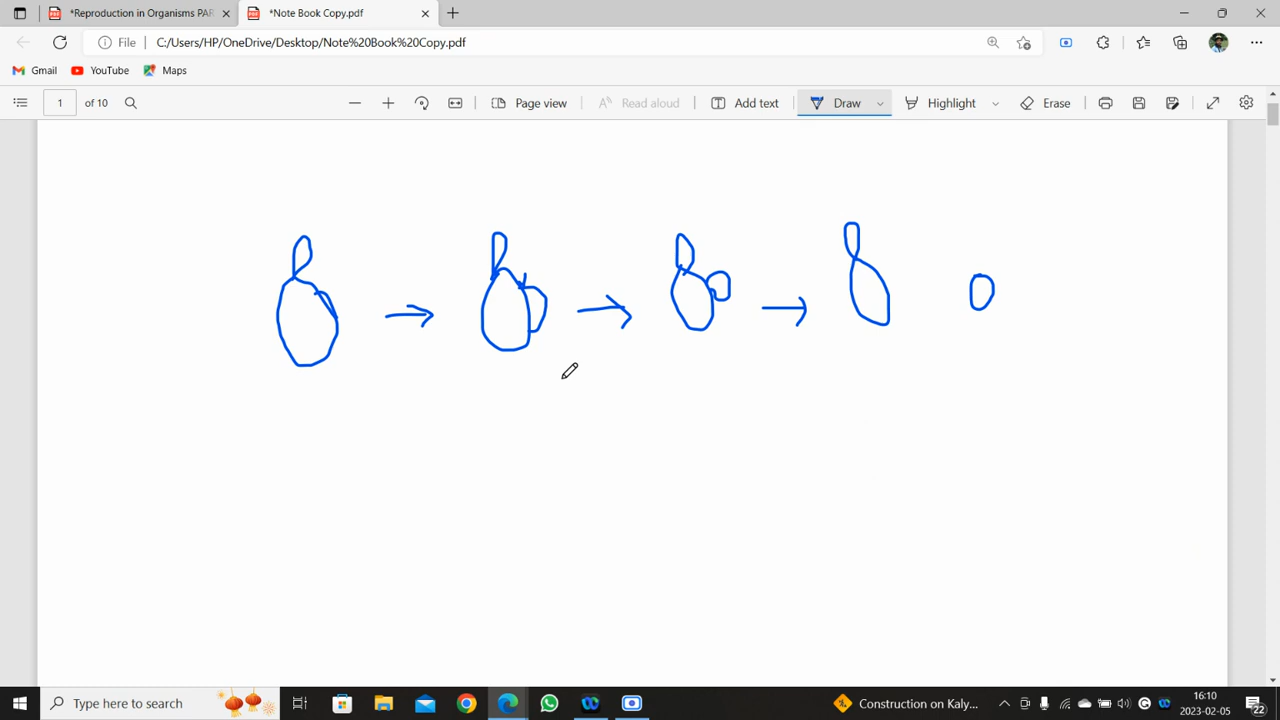 *Reproduction in Organisms PAR
*Note Book Copy.pdf
File
C:/Users/HP/OneDrive/Desktop/Note%20Book%20Copy.pdf
Gmail
YouTube
Maps
1 of 10
Page view
Read aloud
Add text
Draw
Highlight
Erase
Type here to search
Construction on Kaly...
16:10
2023-02-05
22